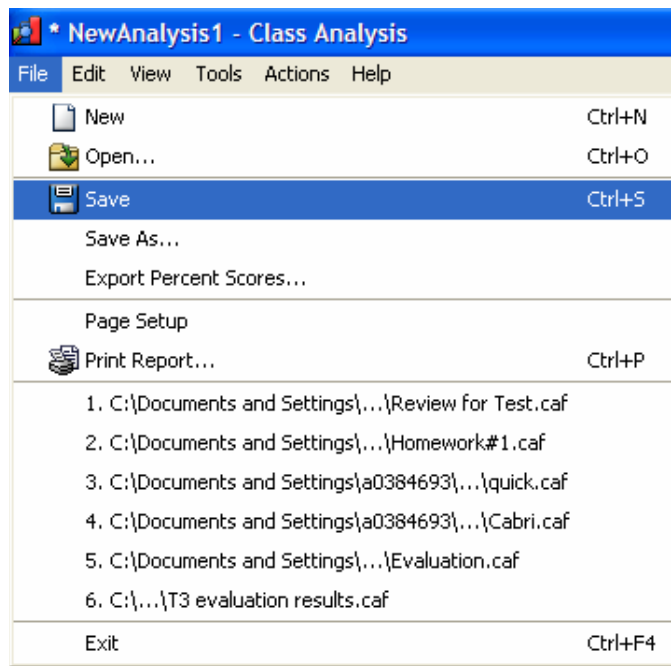 * NewAnalysis1 - Class Analysis
File Edit View Tools Actions Help
New Ctrl+N
Open... Ctrl+O
Save Ctrl+S
Save As...
Export Percent Scores...
Page Setup
Print Report... Ctrl+P
1. C:\Documents and Settings\...\Review for Test.caf
2. C:\Documents and Settings\...\Homework#1.caf
3. C:\Documents and Settings\a0384693\...\quick.caf
4. C:\Documents and Settings\a0384693\...\Cabri.caf
5. C:\Documents and Settings\...\Evaluation.caf
6. C:\...\T3 evaluation results.caf
Exit Ctrl+F4